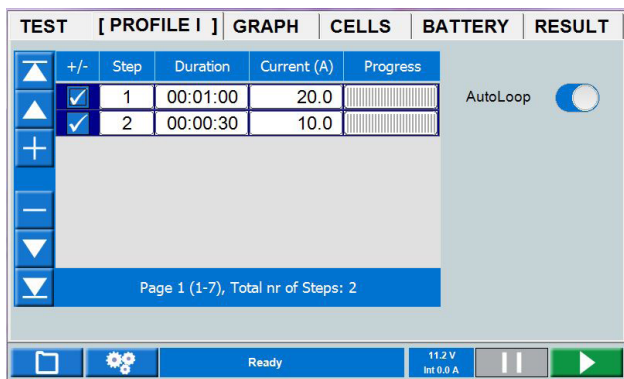 TEST [ PROFILE I ] GRAPH CELLS BATTERY RESULT
+/- Step Duration Current (A) Progress
1 00:01:00 20.0
2 00:00:30 10.0
AutoLoop
Page 1 (1-7), Total nr of Steps: 2
Ready
11.2 V
Int 0.0 A